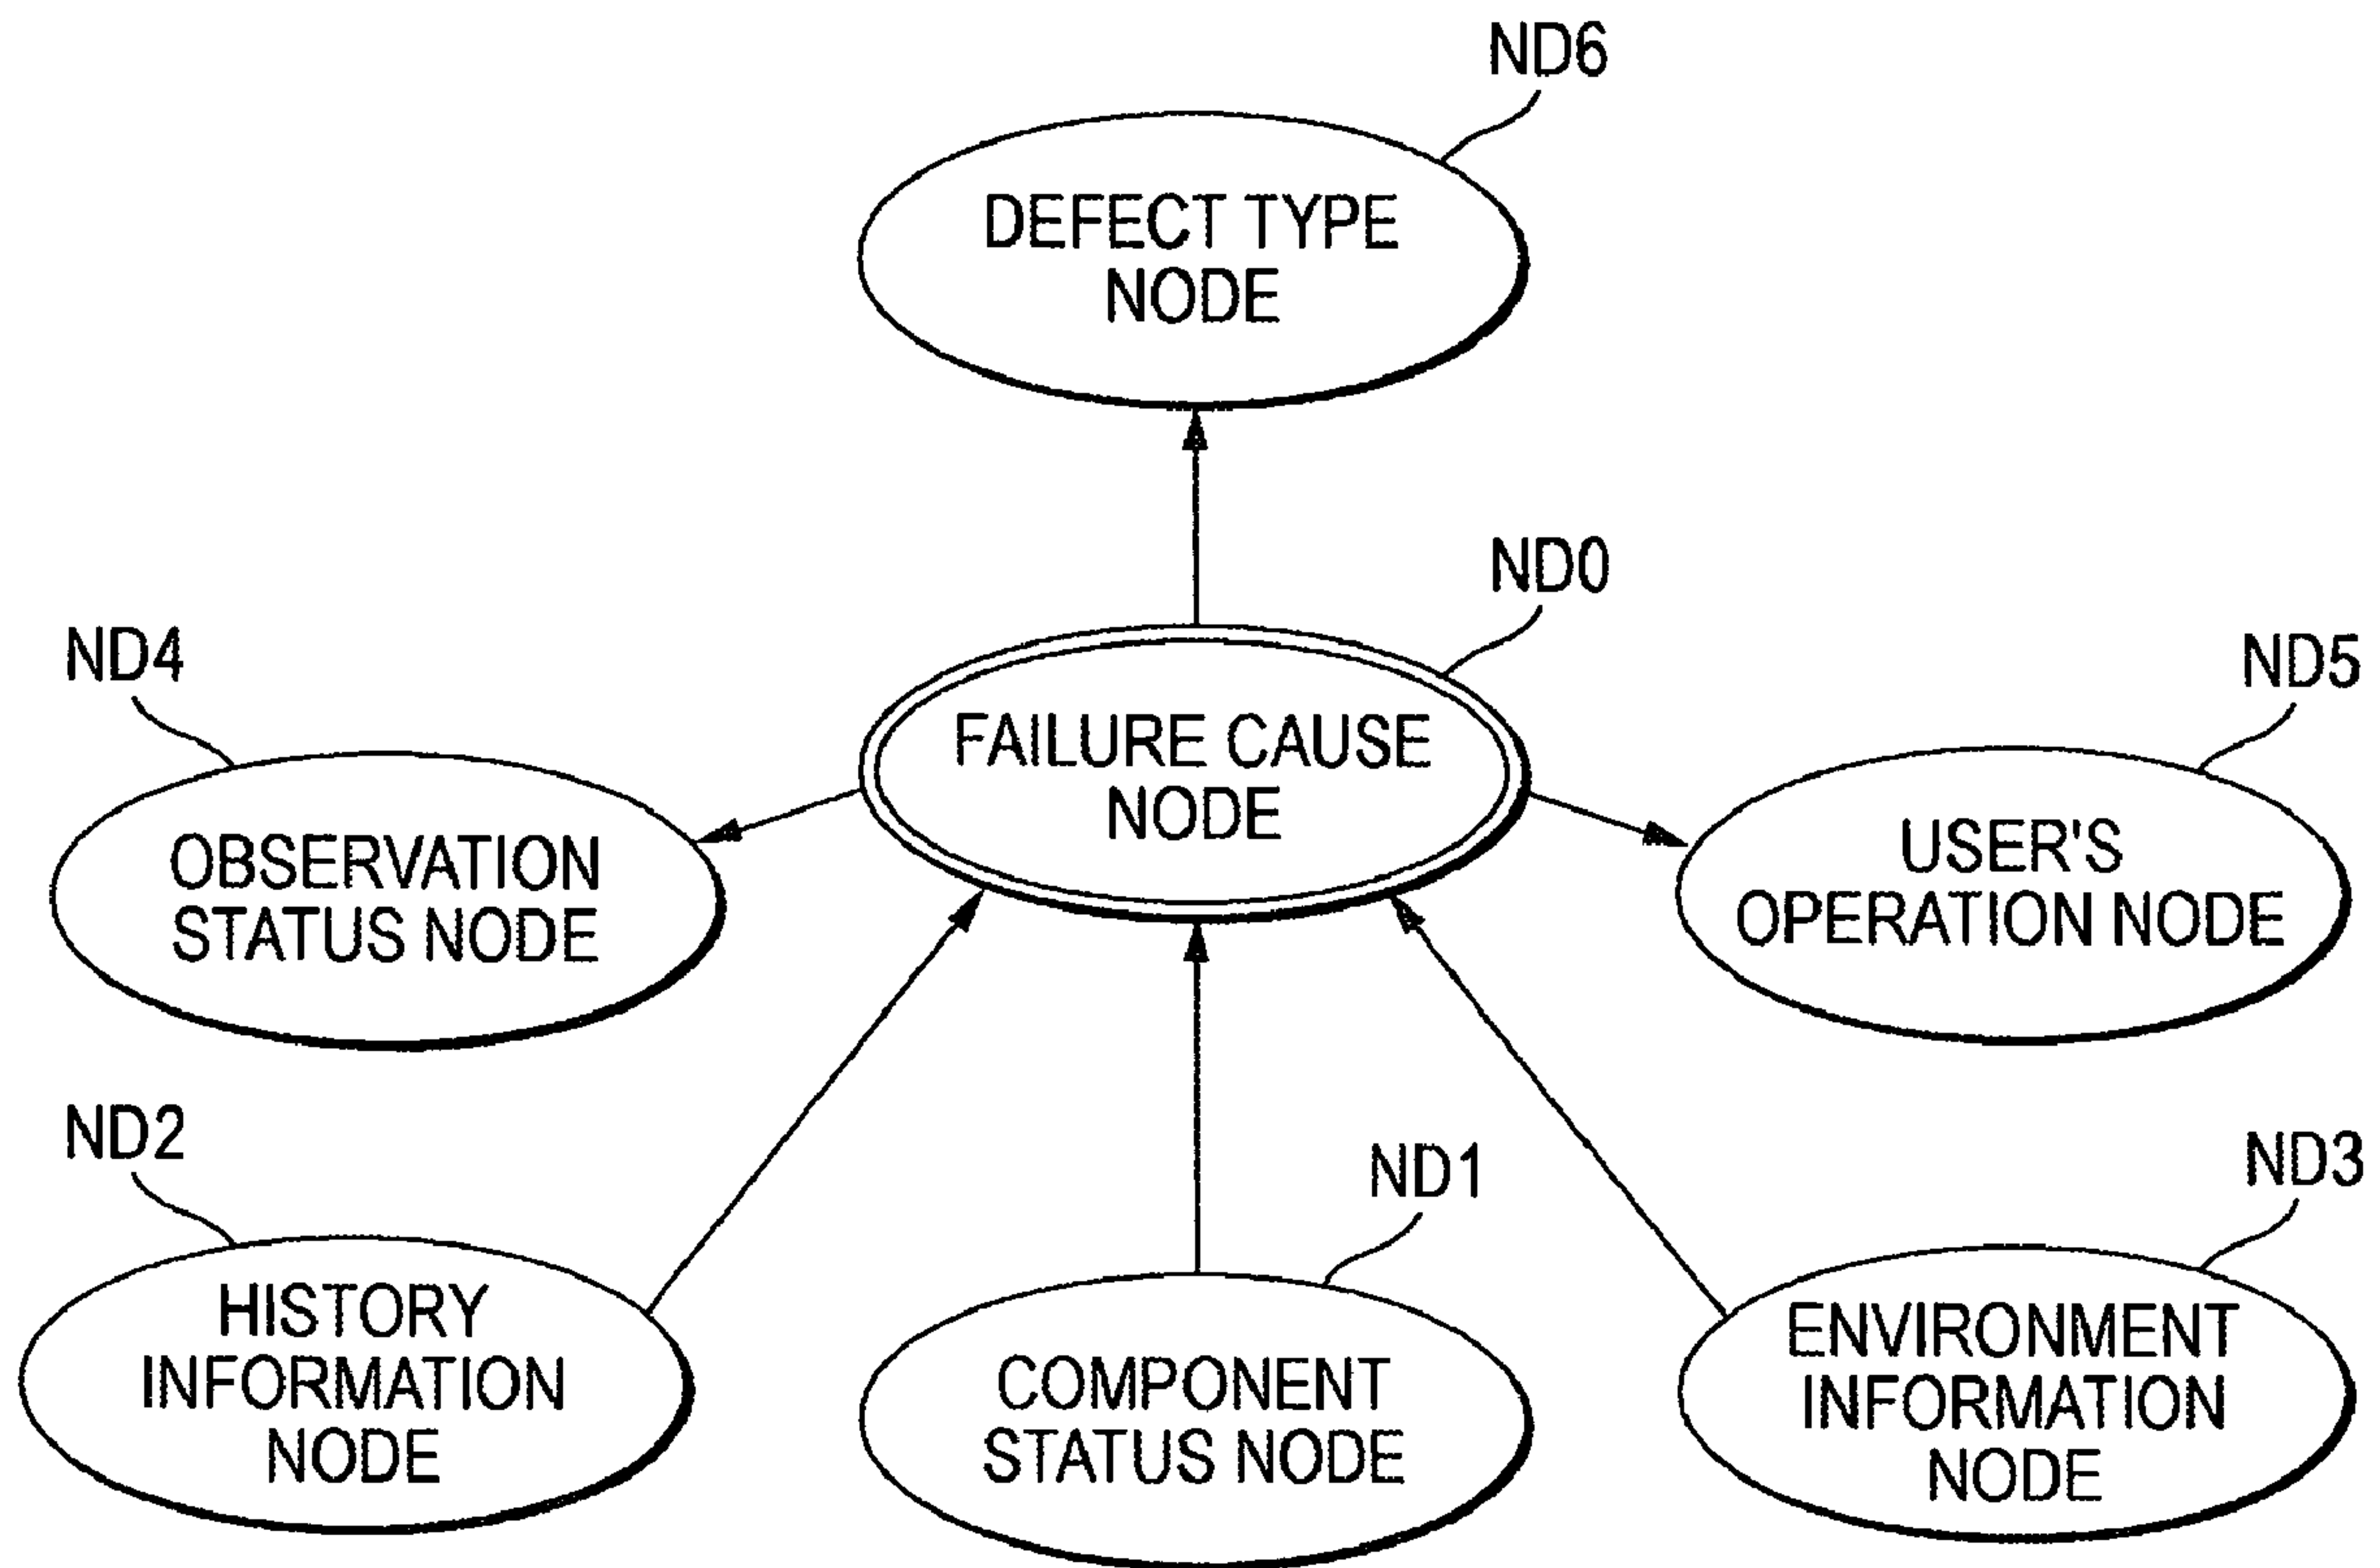 ND6
DEFECT TYPE
NODE
ND0
FAILURE CAUSE
NODE
ND4
OBSERVATION
STATUS NODE
ND5
USER'S
OPERATION NODE
ND2
HISTORY
INFORMATION
NODE
ND1
COMPONENT
STATUS NODE
ND3
ENVIRONMENT
INFORMATION
NODE